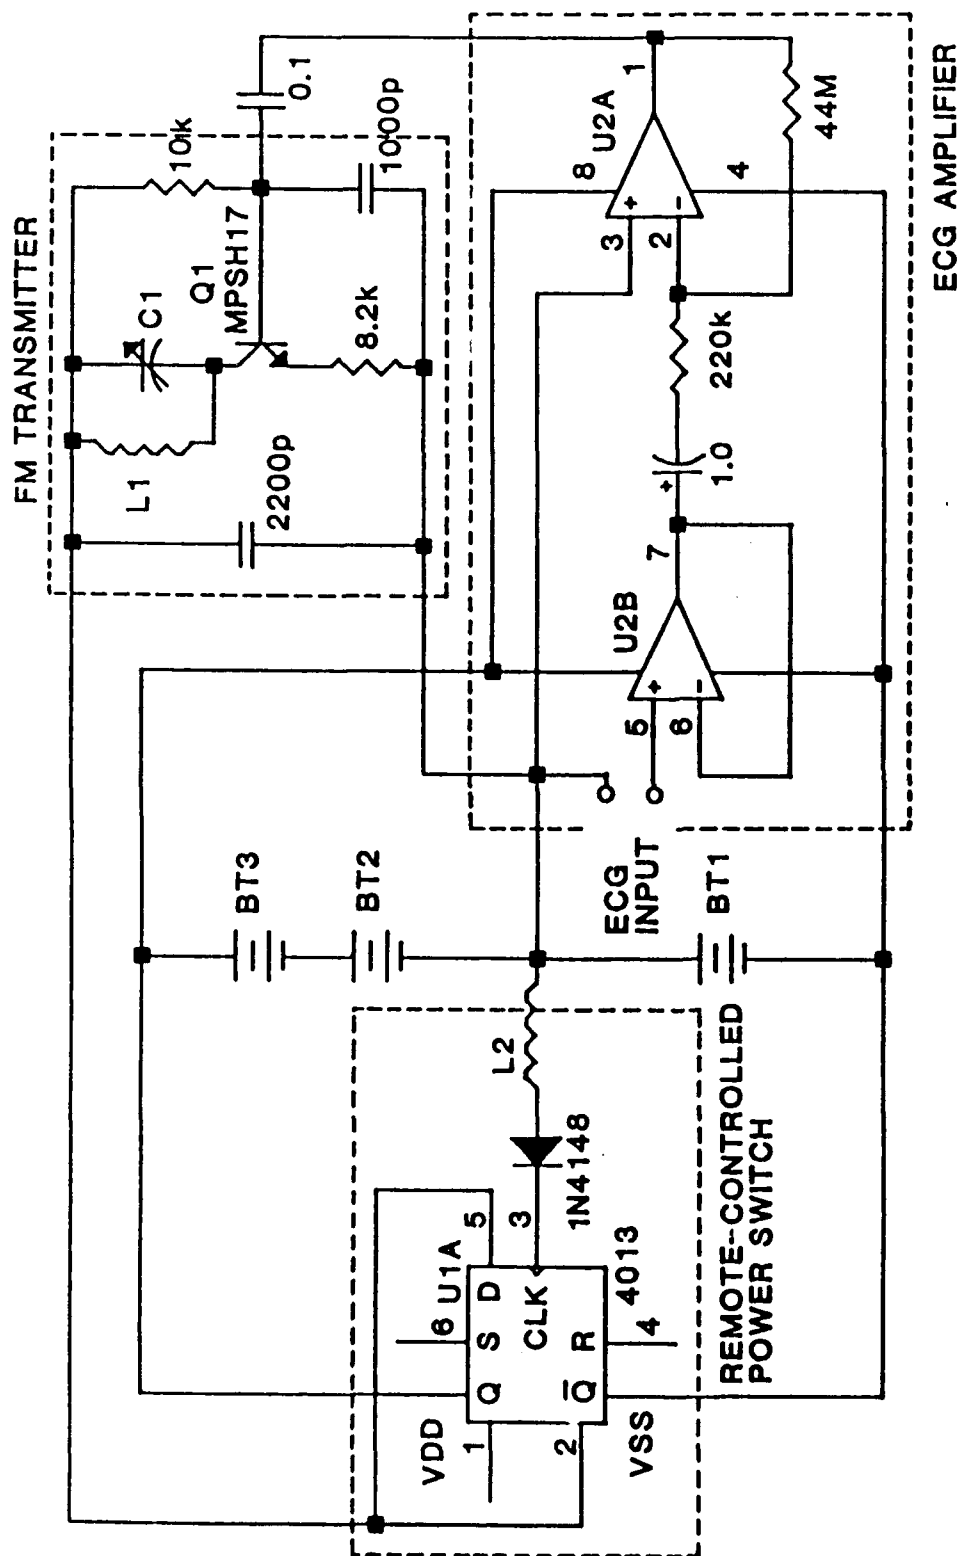 FM TRANSMITTER
L1
C1
Q1
MPSH17
10k
0.1
2200p
8.2k
1000p
BT3
BT2
U2B
U2A
8
3
2
1
4
5
6
7
+
−
+
−
+
1.0
220k
44M
ECG
INPUT
BT1
ECG AMPLIFIER
L2
1N4148
U1A
4013
6
5
3
S
D
CLK
Q
Q̅
R
4
VDD
1
2
VSS
REMOTE-CONTROLLED
POWER SWITCH